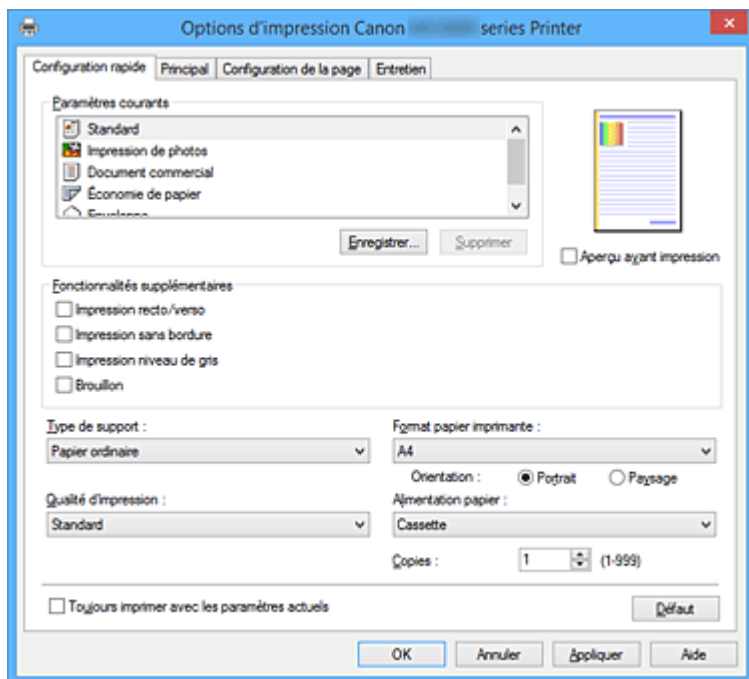 Options d'impression Canon series Printer
Configuration rapide Principal Configuration de la page Entretien
Paramètres courants
Standard
Impression de photos
Document commercial
Économie de papier
Enregistrer... Supprimer
Aperçu avant impression
Fonctionnalités supplémentaires
Impression recto/verso
Impression sans bordure
Impression niveau de gris
Brouillon
Type de support : Format papier imprimante :
Papier ordinaire A4
Orientation : Portrait Paysage
Qualité d'impression : Alimentation papier :
Standard Cassette
Copies : 1 (1-999)
Toujours imprimer avec les paramètres actuels Défaut
OK Annuler Appliquer Aide